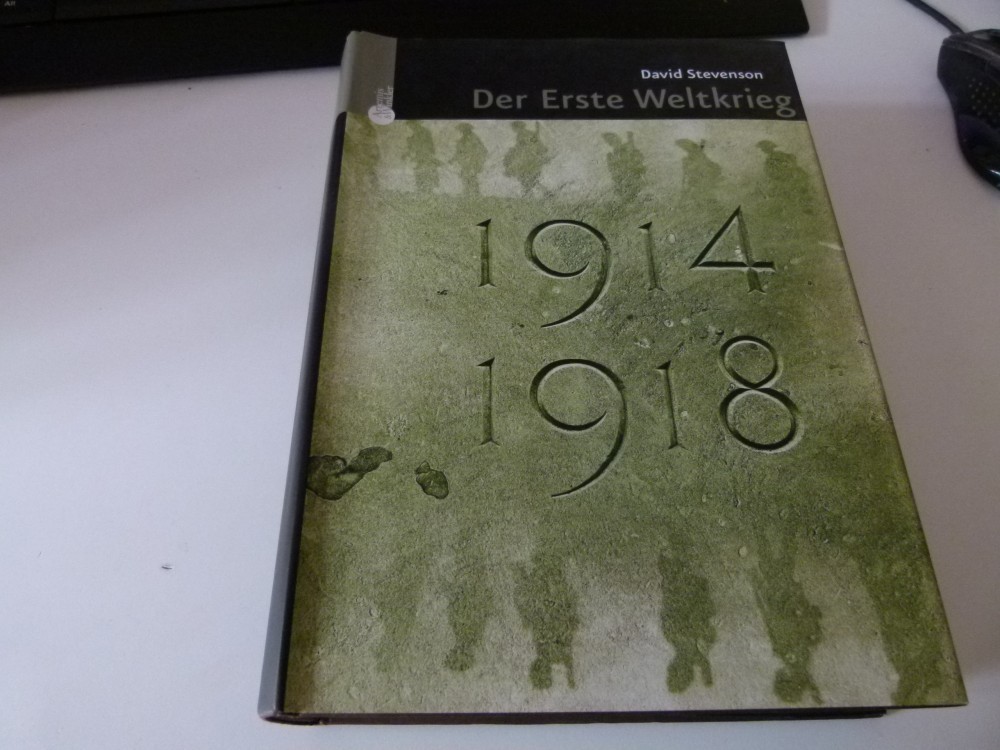 David Stevenson
Der Erste Weltkrieg
1914
1918